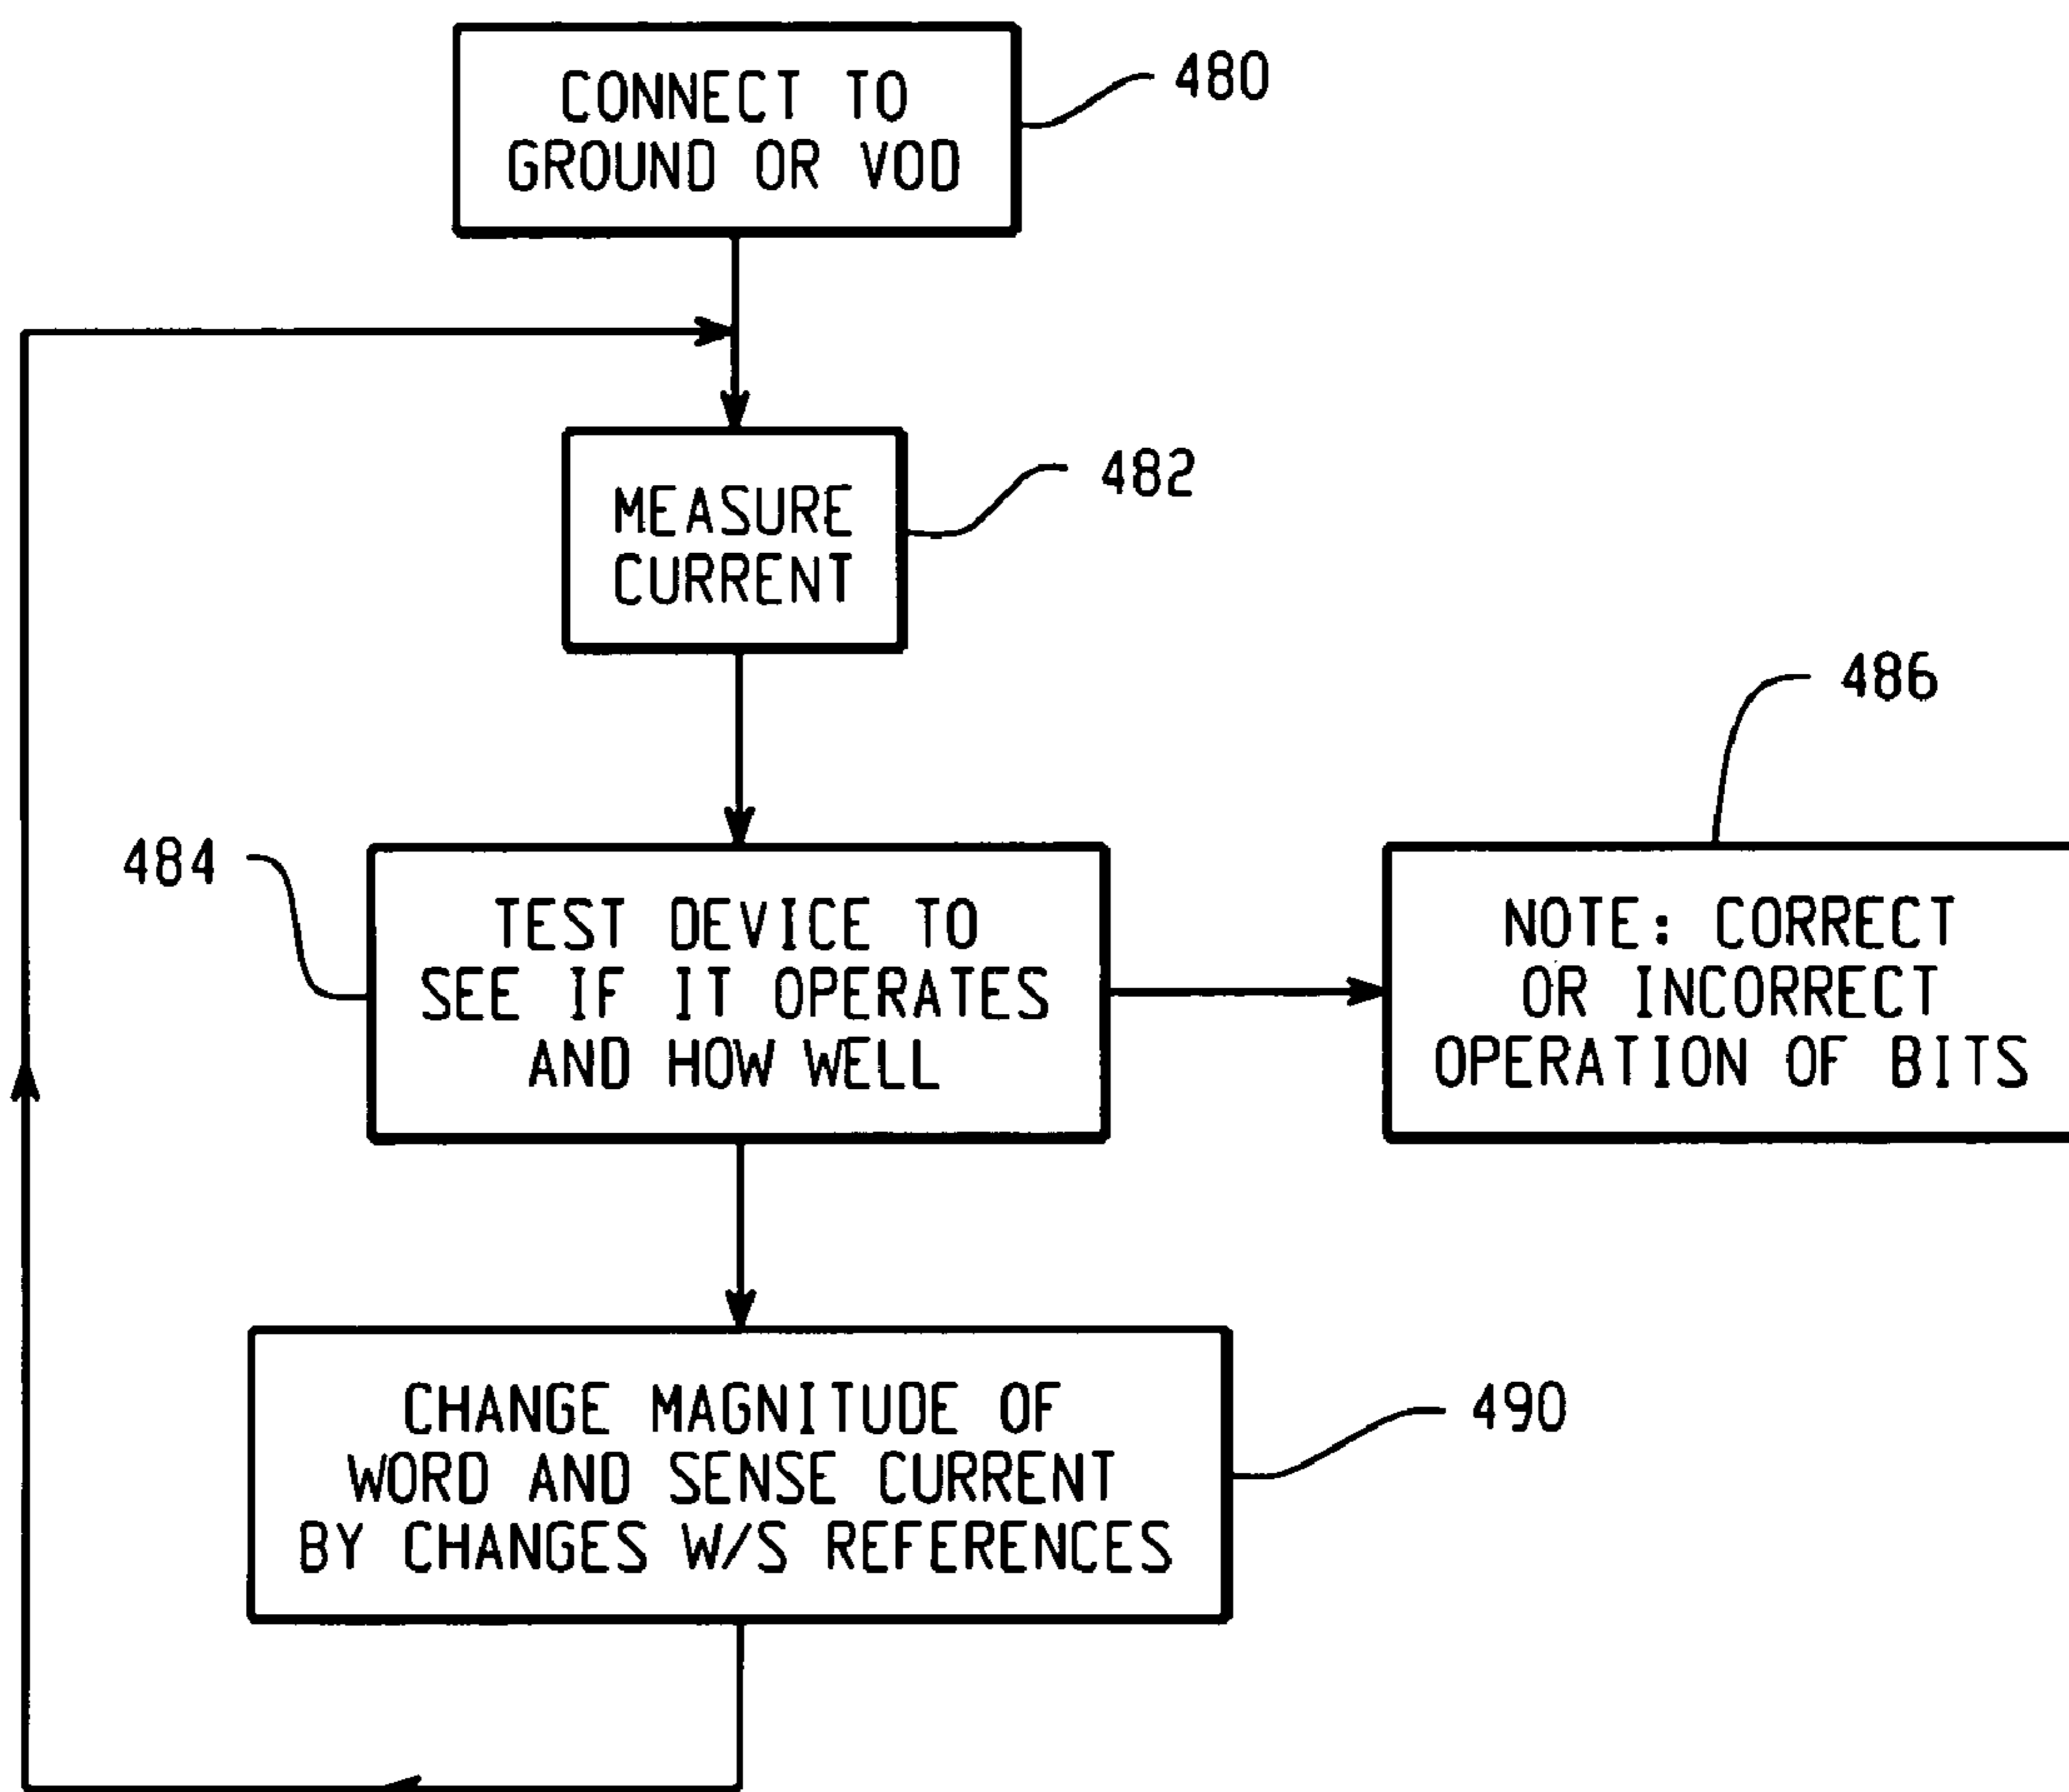 CONNECT TO
GROUND OR VOD
480
MEASURE
CURRENT
482
484
TEST DEVICE TO
SEE IF IT OPERATES
AND HOW WELL
486
NOTE: CORRECT
OR INCORRECT
OPERATION OF BITS
CHANGE MAGNITUDE OF
WORD AND SENSE CURRENT
BY CHANGES W/S REFERENCES
490